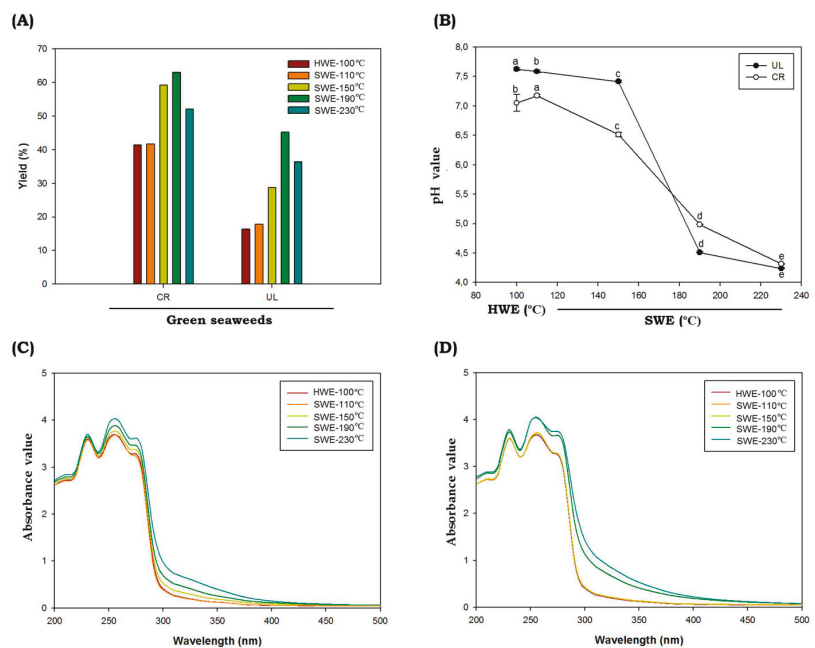 (A)
70
60
50
40
30
20
10
0
Yield (%)
HWE-100℃
SWE-110℃
SWE-150℃
SWE-190℃
SWE-230℃
CR
UL
Green seaweeds
(B)
8,0
7,5
7,0
6,5
6,0
5,5
5,0
4,5
4,0
pH value
UL
CR
a
b
c
b
a
c
d
d
e
e
80 100 120 140 160 180 200 220 240
HWE (°C)
SWE (°C)
(C)
5
4
3
2
1
0
Absorbance value
HWE-100℃
SWE-110℃
SWE-150℃
SWE-190℃
SWE-230℃
200 250 300 350 400 450 500
Wavelength (nm)
(D)
5
4
3
2
1
0
Absorbance value
HWE-100℃
SWE-110℃
SWE-150℃
SWE-190℃
SWE-230℃
200 250 300 350 400 450 500
Wavelength (nm)